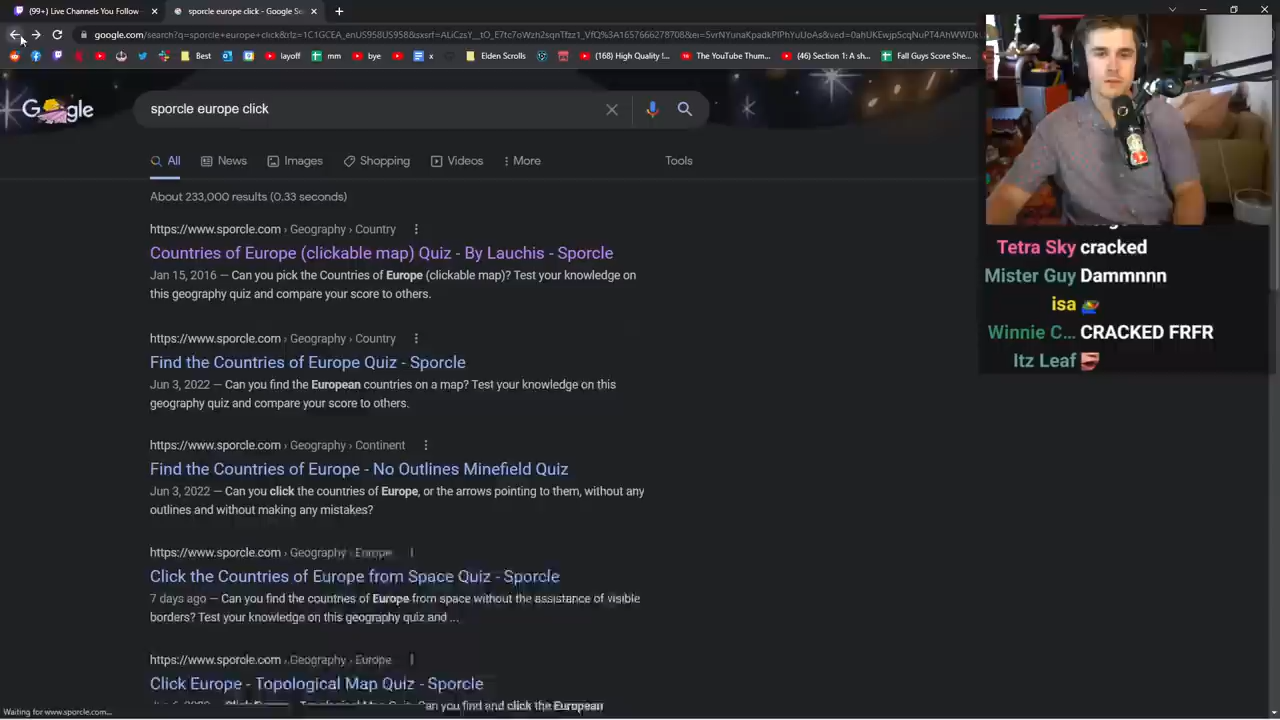 (99+) Live Channels You Follow -
sporcle europe click - Google Se
google.com/search?q=sporcle+europe+click&rlz=
Best
layoff
mm
bye
x
Elden Scrolls
(168) High Quality I...
The YouTube Thum...
(46) Section 1: A sh...
Fall Guys Score She...
Google
sporcle europe click
All
News
Images
Shopping
Videos
More
Tools
About 233,000 results (0.33 seconds)
https://www.sporcle.com › Geography › Country
Countries of Europe (clickable map) Quiz - By Lauchis - Sporcle
Jan 15, 2016 — Can you pick the Countries of Europe (clickable map)? Test your knowledge on
this geography quiz and compare your score to others.
https://www.sporcle.com › Geography › Country
Find the Countries of Europe Quiz - Sporcle
Jun 3, 2022 — Can you find the European countries on a map? Test your knowledge on this
geography quiz and compare your score to others.
https://www.sporcle.com › Geography › Continent
Find the Countries of Europe - No Outlines Minefield Quiz
Jun 3, 2022 — Can you click the countries of Europe, or the arrows pointing to them, without any
outlines and without making any mistakes?
https://www.sporcle.com › Geography › Europe
Click the Countries of Europe from Space Quiz - Sporcle
7 days ago — Can you find the countries of Europe from space without the assistance of visible
borders? Test your knowledge on this geography quiz and ...
https://www.sporcle.com › Geography › Europe
Click Europe - Topological Map Quiz - Sporcle
Can you find and click the European
Waiting for www.sporcle.com...
Tetra Sky cracked
Mister Guy Dammnnn
isa
Winnie C... CRACKED FRFR
Itz Leaf